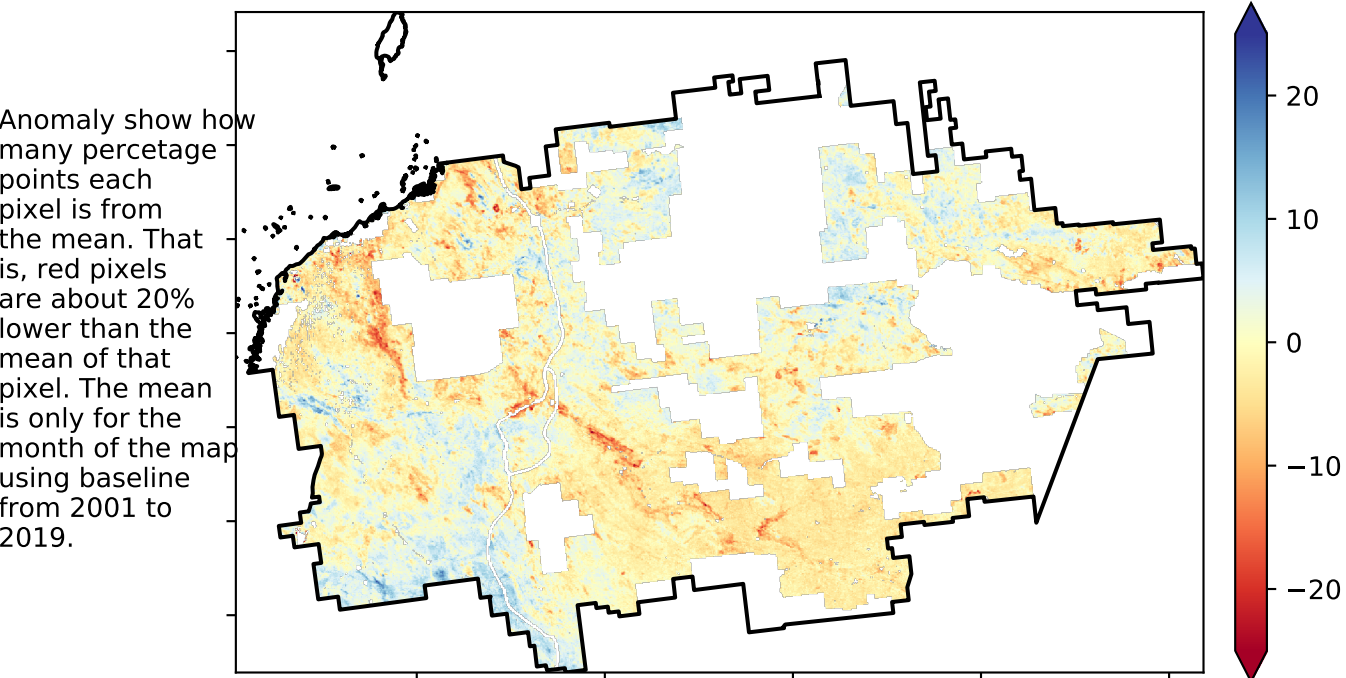 Anomaly show how
many percetage
points each
pixel is from
the mean. That
is, red pixels
are about 20%
lower than the
mean of that
pixel. The mean
is only for the
month of the map
using baseline
from 2001 to
2019.
20
10
0
−10
−20